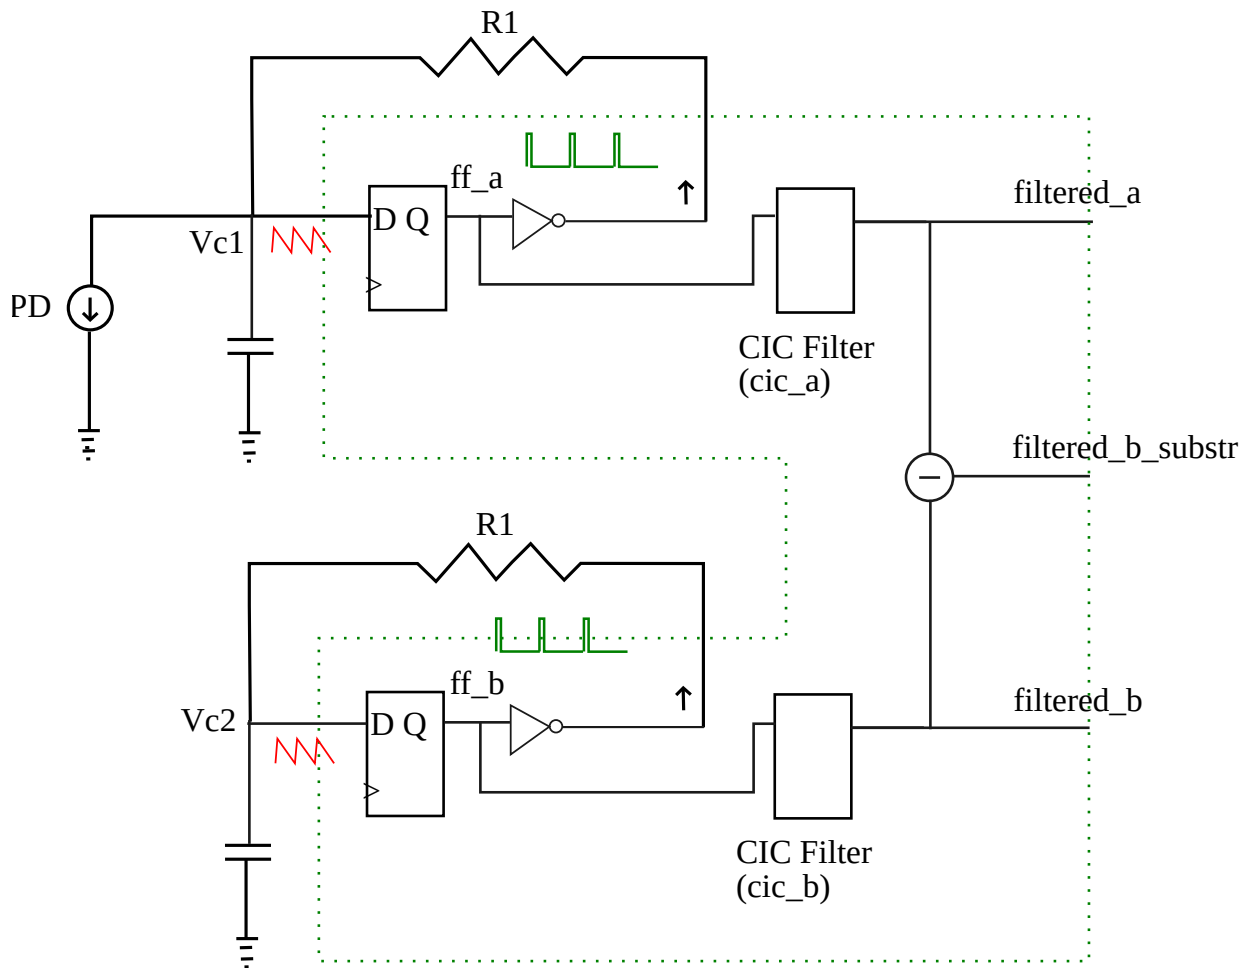 R1
ff_a
D Q
Vc1
filtered_a
PD
CIC Filter
(cic_a)
filtered_b_substr
R1
ff_b
D Q
Vc2
filtered_b
CIC Filter
(cic_b)